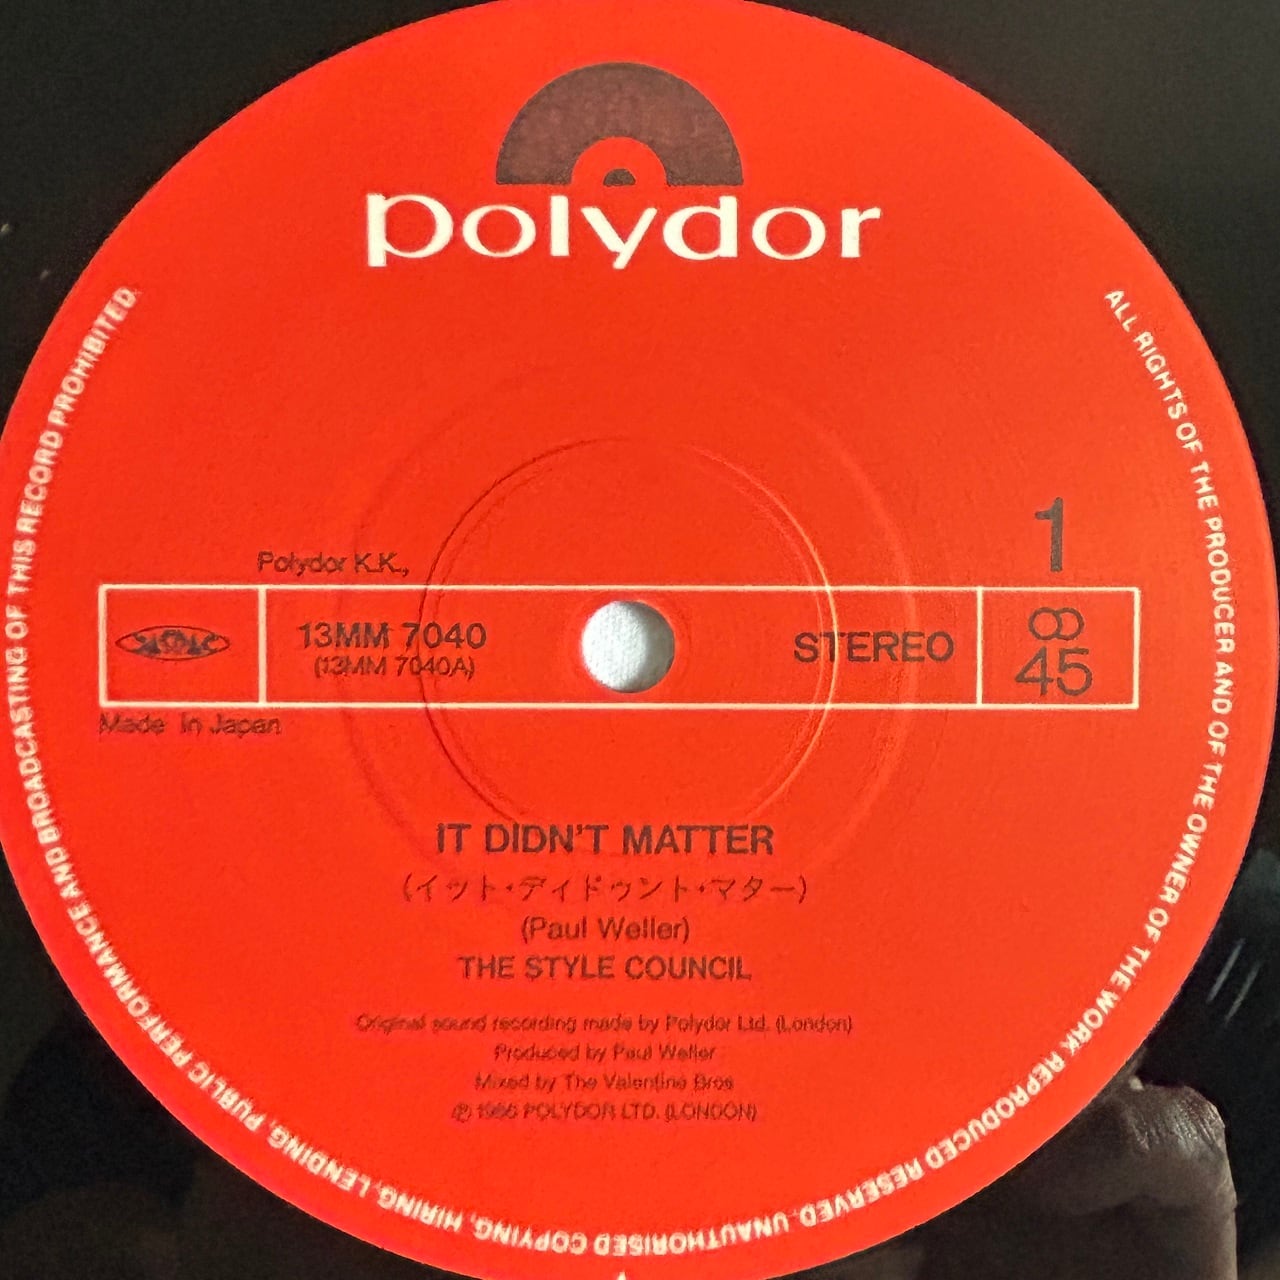 polydor
ALL RIGHTS OF THE PRODUCER AND OF THE OWNER OF THE WORK REPRODUCED RESERVED. UNAUTHORISED COPYING, HIRING, LENDING, PUBLIC PERFORMANCE AND BROADCASTING OF THIS RECORD PROHIBITED.
1
Polydor K.K.,
13MM 7040
(13MM 7040A)
STEREO
8
45
Made in Japan
IT DIDN'T MATTER
(イット・ディドゥント・マター)
(Paul Weller)
THE STYLE COUNCIL
Original sound recording made by Polydor Ltd. (London)
Produced by Paul Weller
Mixed by The Valentine Bros
℗ 1986 POLYDOR LTD. (LONDON)